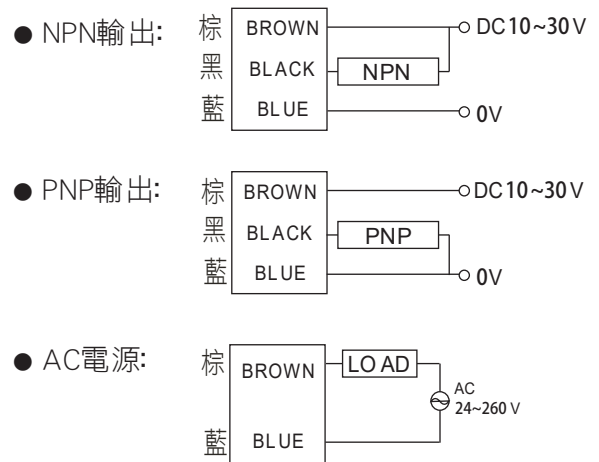 ● NPN輸出: 棕 BROWN DC10~30V
黑 BLACK NPN
藍 BLUE 0V
● PNP輸出: 棕 BROWN DC10~30V
黑 BLACK PNP
藍 BLUE 0V
● AC電源: 棕 BROWN LOAD
AC
24~260V
藍 BLUE